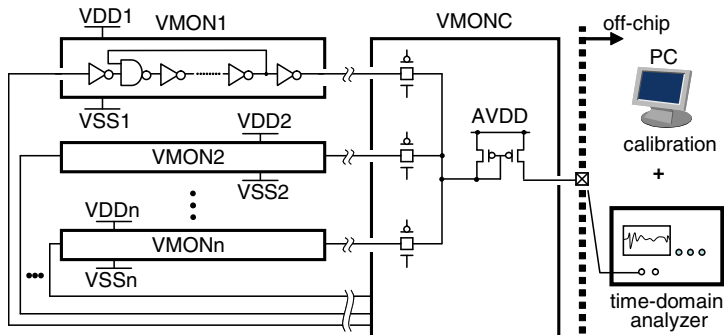 VDD1
VMON1
VMONC
off-chip
PC
VSS1
VDD2
AVDD
calibration
VMON2
VSS2
+
VDDn
VMONn
VSSn
time-domain
analyzer